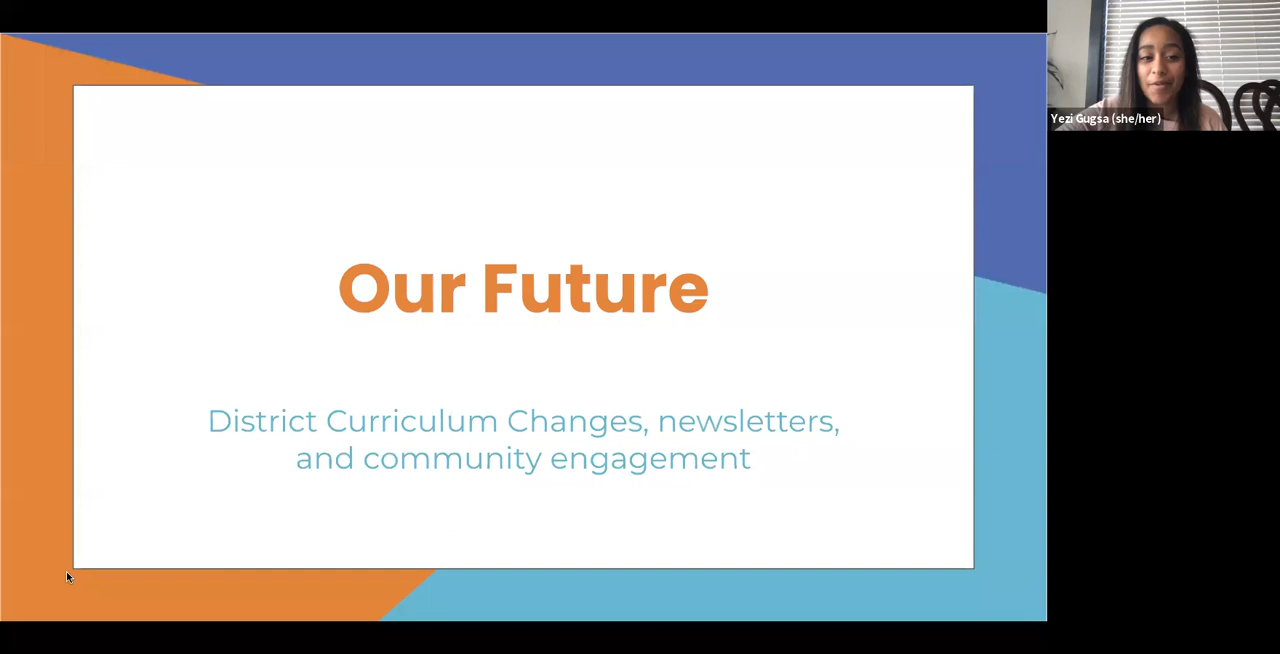 Our Future
District Curriculum Changes, newsletters,
and community engagement
Yezi Gugsa (she/her)